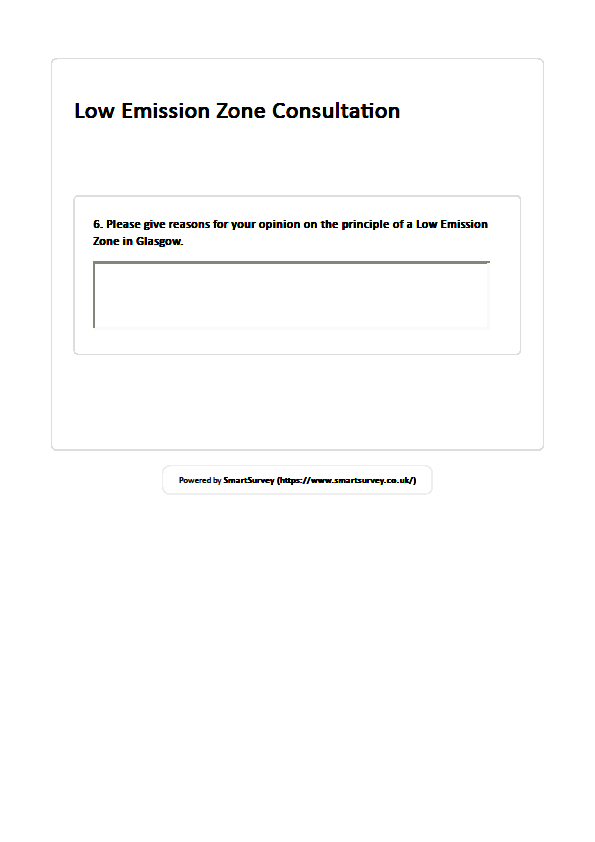 Low Emission Zone Consultation
6. Please give reasons for your opinion on the principle of a Low Emission
Zone in Glasgow.
Powered by SmartSurvey (https://www.smartsurvey.co.uk/)